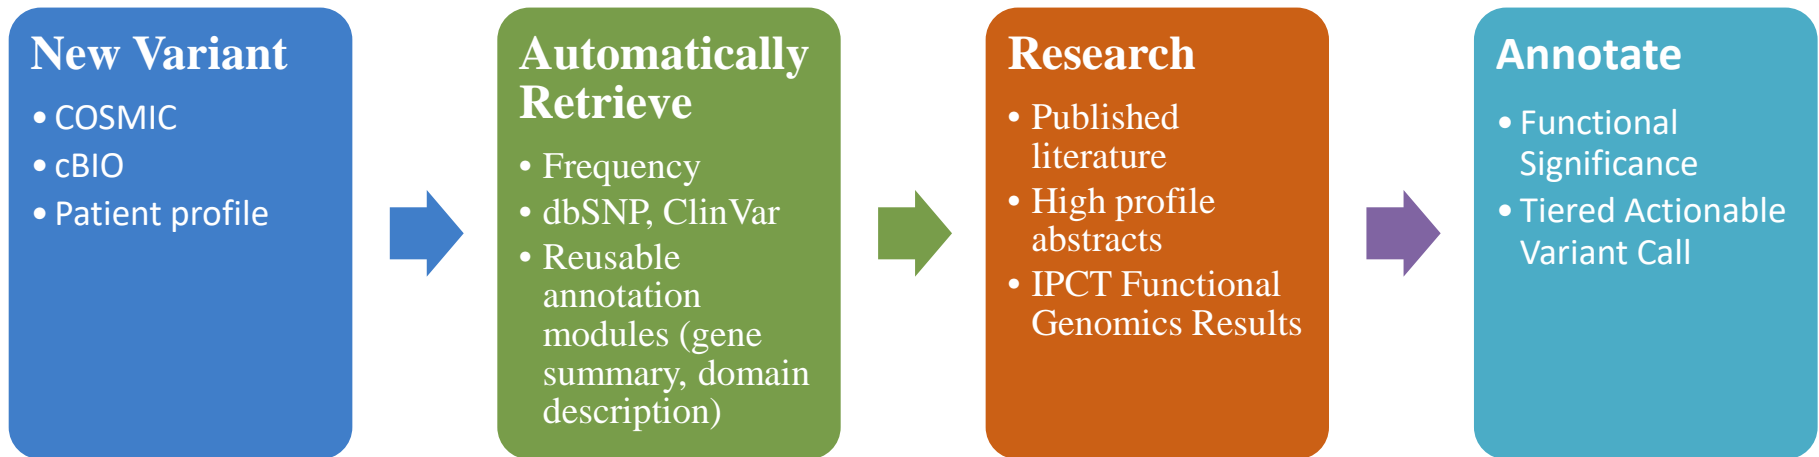 New Variant
• COSMIC
• cBIO
• Patient profile
Automatically
Retrieve
• Frequency
• dbSNP, ClinVar
• Reusable
annotation
modules (gene
summary, domain
description)
Research
• Published
literature
• High profile
abstracts
• IPCT Functional
Genomics Results
Annotate
• Functional
Significance
• Tiered Actionable
Variant Call